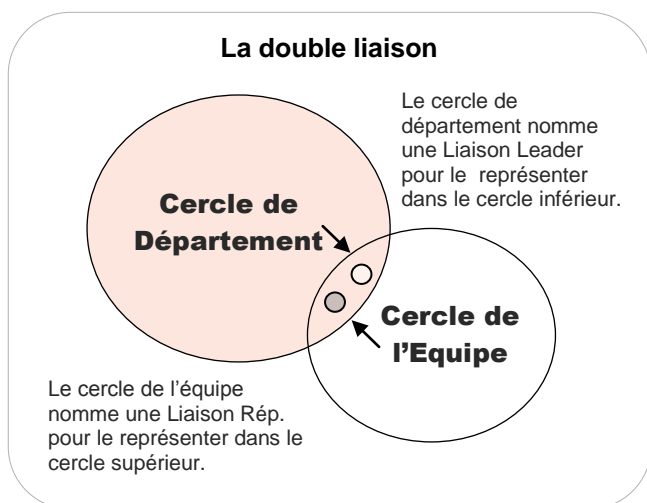 La double liaison
Le cercle de
département nomme
une Liaison Leader
pour le représenter
dans le cercle inférieur.
Cercle de
Département
Cercle de
l'Equipe
Le cercle de l'équipe
nomme une Liaison Rép.
pour le représenter dans le
cercle supérieur.